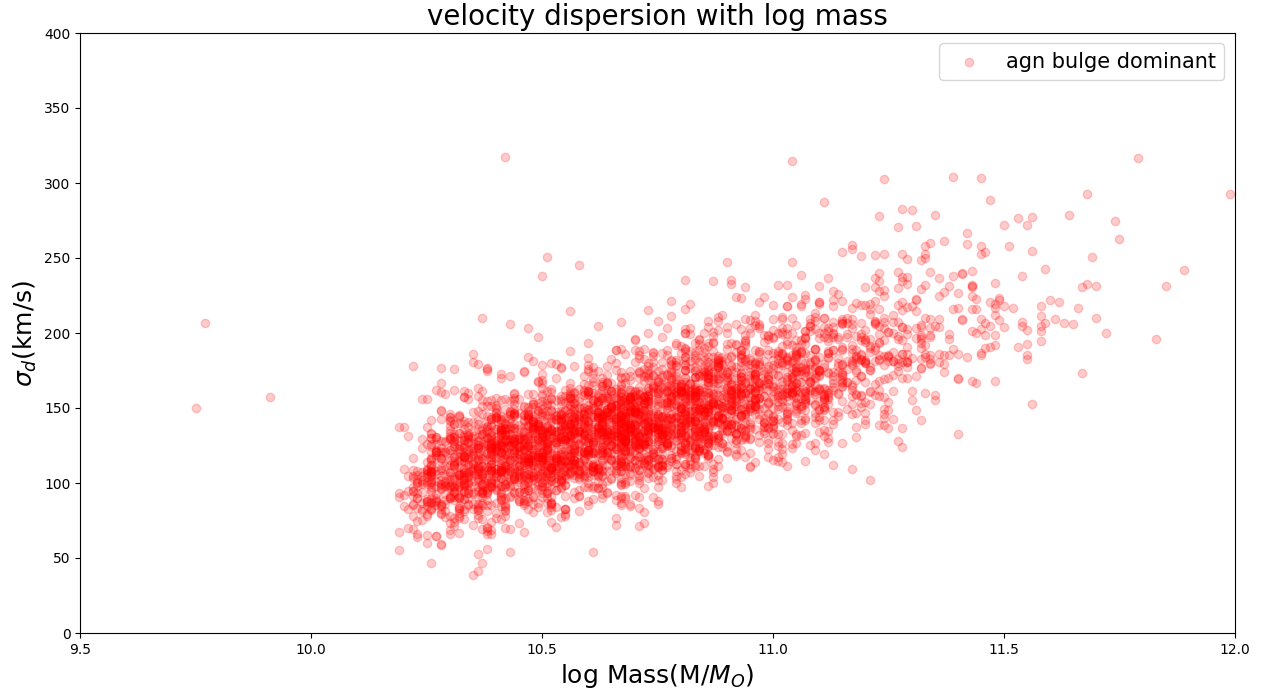 velocity dispersion with log mass
agn bulge dominant
400
350
300
250
200
150
100
50
0
σd(km/s)
9.5 10.0 10.5 11.0 11.5 12.0
log Mass(M/MO)